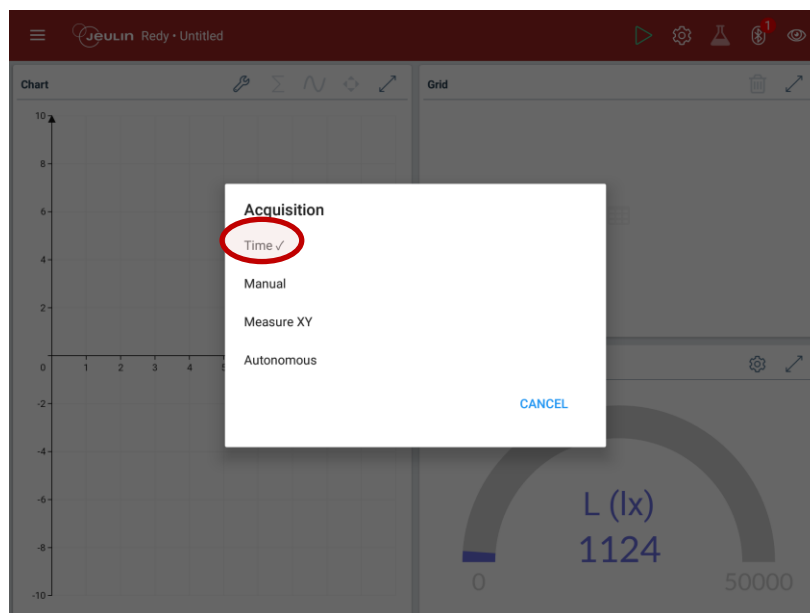 Jeulin Redy • Untitled
1
Chart
Grid
10
8
6
4
2
0
1 2 3 4
-2
-4
-6
-8
-10
Acquisition
Time ✓
Manual
Measure XY
Autonomous
CANCEL
L (lx)
1124
0
50000